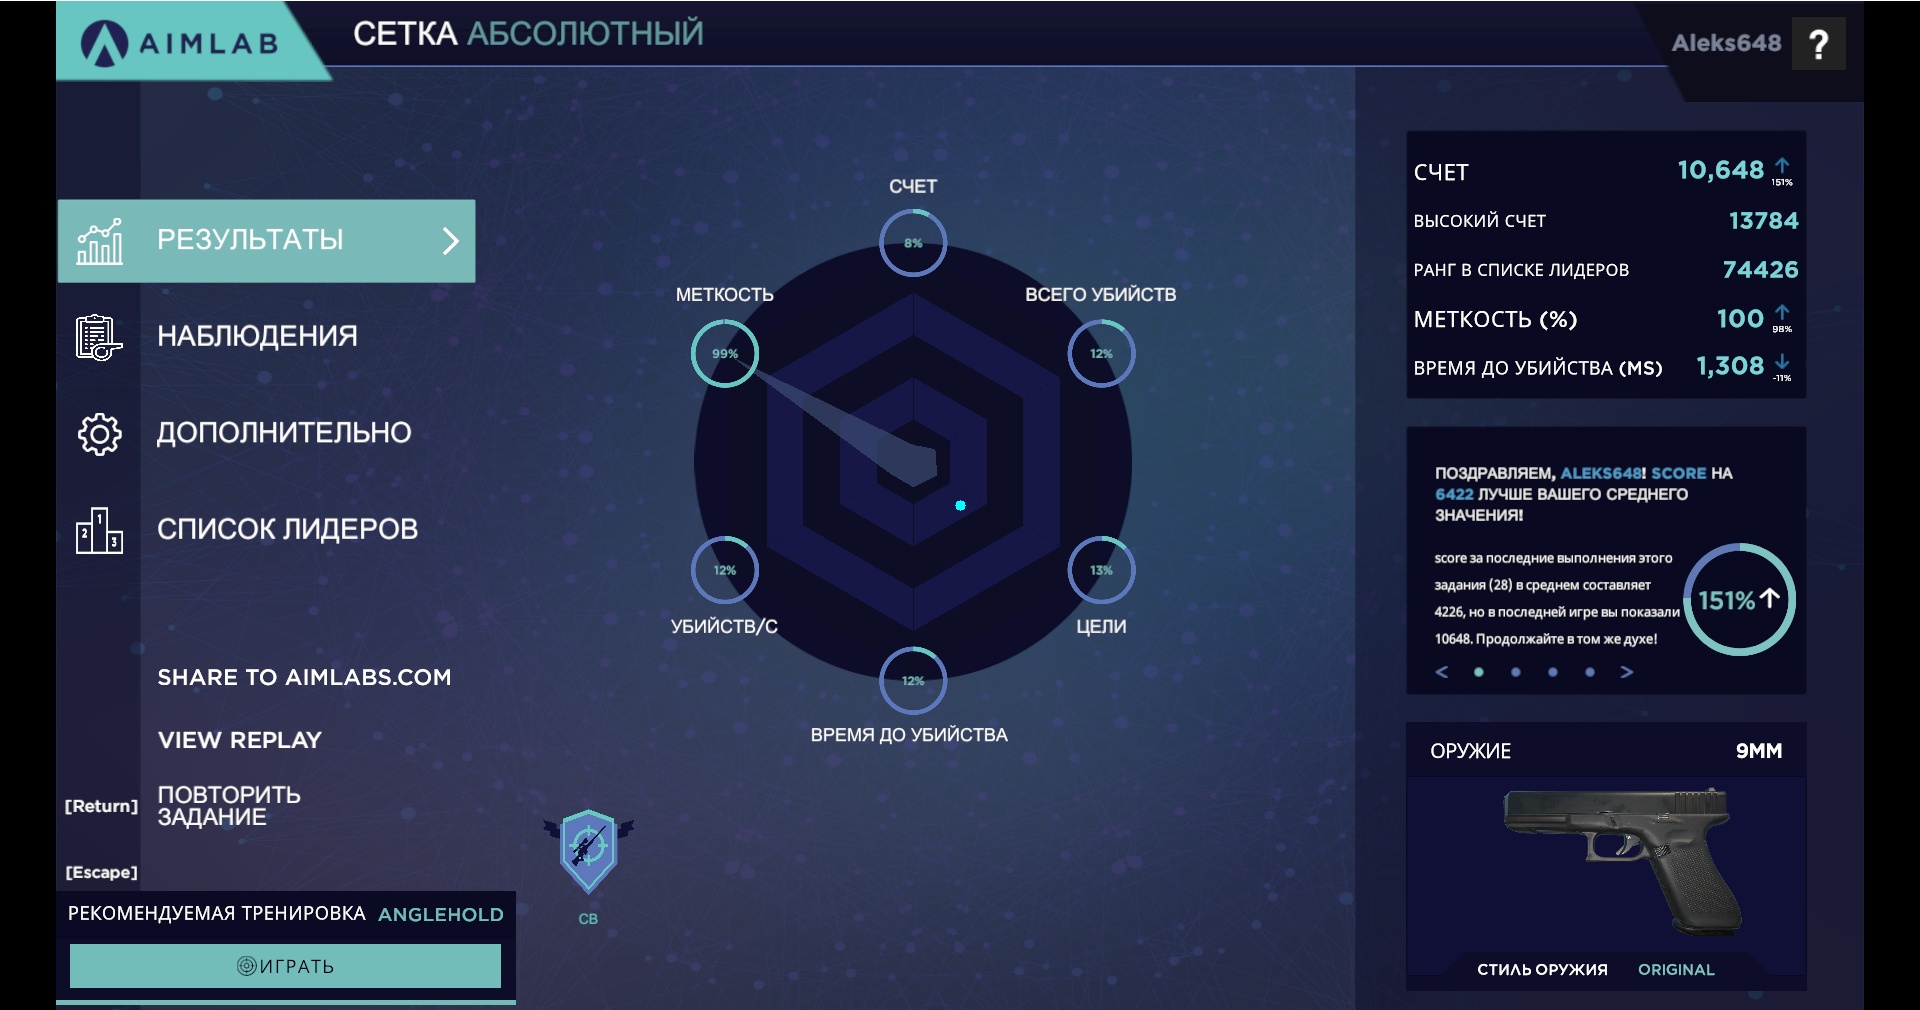 AIMLAB
СЕТКА АБСОЛЮТНЫЙ
Aleks648 ?
РЕЗУЛЬТАТЫ
НАБЛЮДЕНИЯ
ДОПОЛНИТЕЛЬНО
1
2
3
СПИСОК ЛИДЕРОВ
SHARE TO AIMLABS.COM
VIEW REPLAY
[Return] ПОВТОРИТЬ
ЗАДАНИЕ
[Escape]
РЕКОМЕНДУЕМАЯ ТРЕНИРОВКА ANGLEHOLD
ИГРАТЬ
СЧЕТ
8%
МЕТКОСТЬ
99%
ВСЕГО УБИЙСТВ
12%
12%
УБИЙСТВ/С
13%
ЦЕЛИ
12%
ВРЕМЯ ДО УБИЙСТВА
СВ
СЧЕТ 10,648
151%
ВЫСОКИЙ СЧЕТ 13784
РАНГ В СПИСКЕ ЛИДЕРОВ 74426
МЕТКОСТЬ (%) 100
98%
ВРЕМЯ ДО УБИЙСТВА (MS) 1,308
-11%
ПОЗДРАВЛЯЕМ, ALEKS648! SCORE НА
6422 ЛУЧШЕ ВАШЕГО СРЕДНЕГО
ЗНАЧЕНИЯ!
score за последние выполнения этого
задания (28) в среднем составляет
4226, но в последней игре вы показали
10648. Продолжайте в том же духе!
151%
< >
ОРУЖИЕ 9MM
СТИЛЬ ОРУЖИЯ ORIGINAL